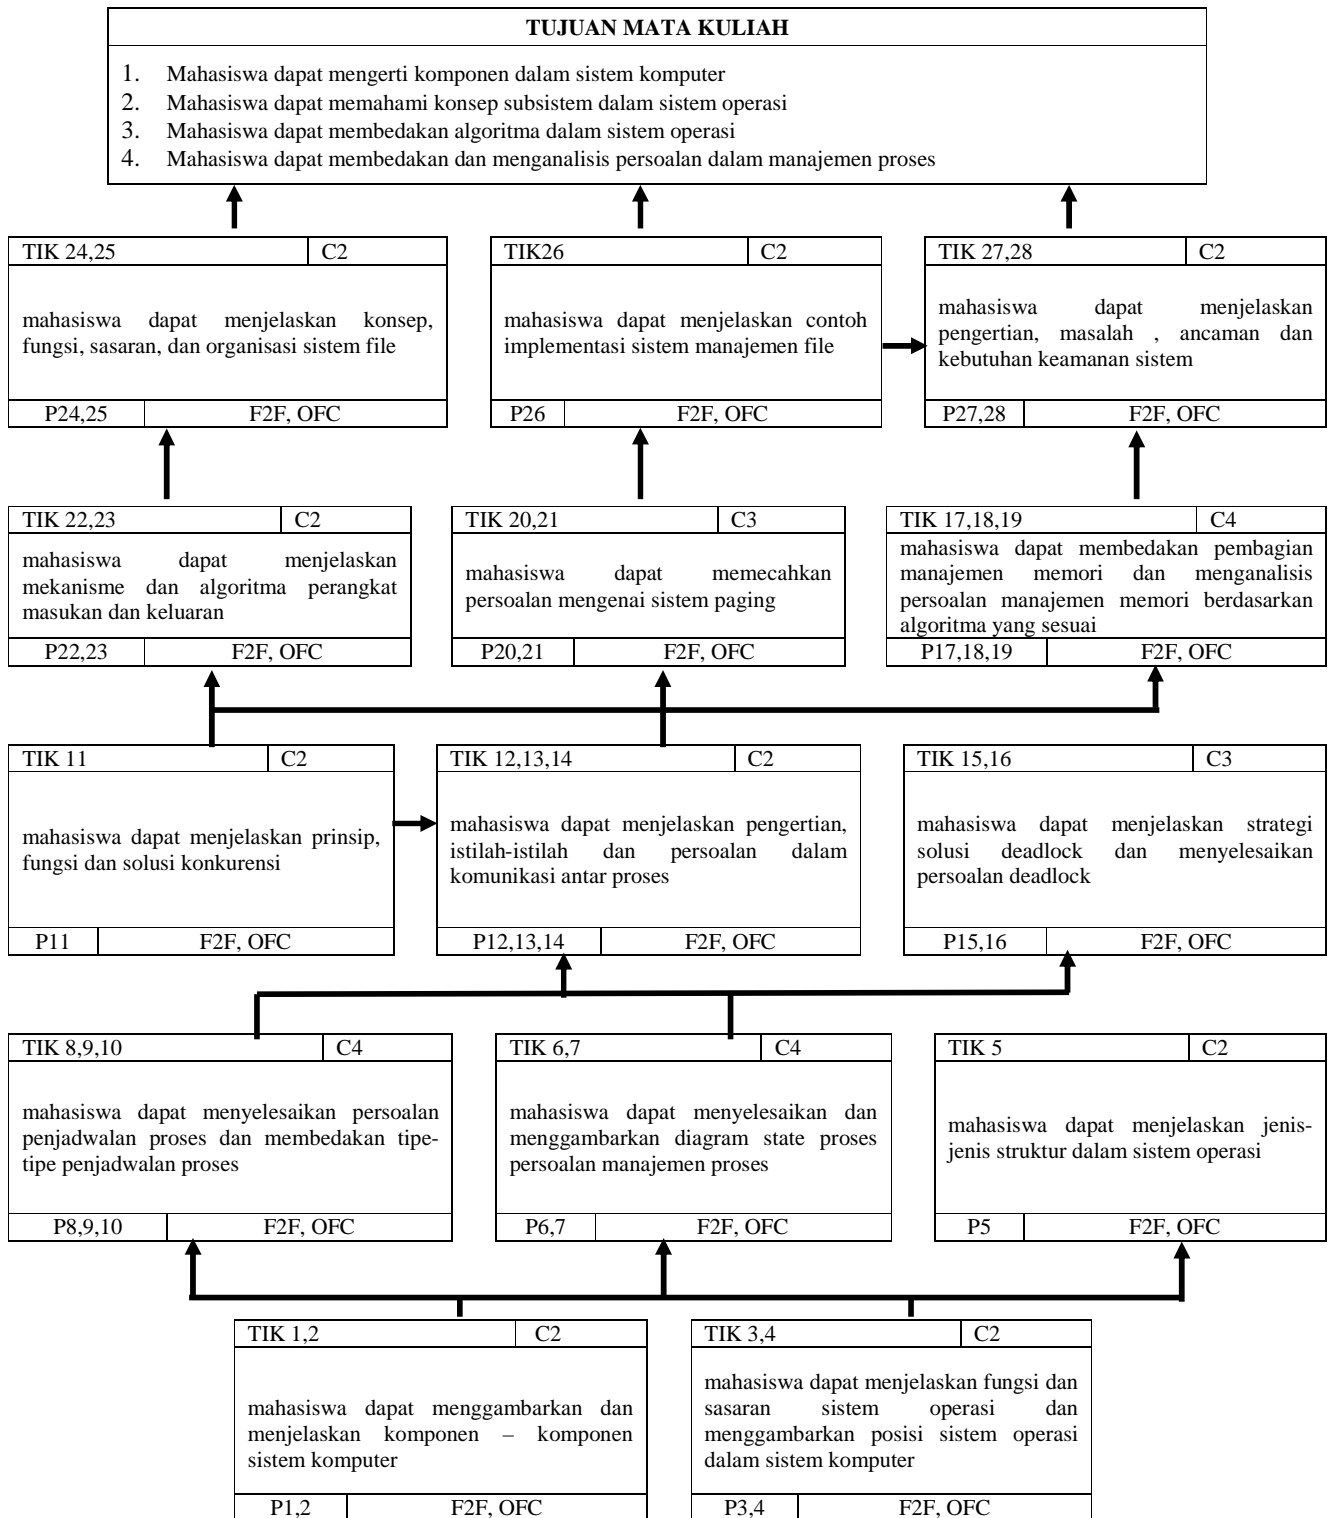 TUJUAN MATA KULIAH
1. Mahasiswa dapat mengerti komponen dalam sistem komputer
2. Mahasiswa dapat memahami konsep subsistem dalam sistem operasi
3. Mahasiswa dapat membedakan algoritma dalam sistem operasi
4. Mahasiswa dapat membedakan dan menganalisis persoalan dalam manajemen proses
TIK 24,25 C2
mahasiswa dapat menjelaskan konsep,
fungsi, sasaran, dan organisasi sistem file
P24,25 F2F, OFC
TIK26 C2
mahasiswa dapat menjelaskan contoh
implementasi sistem manajemen file
P26 F2F, OFC
TIK 27,28 C2
mahasiswa dapat menjelaskan
pengertian, masalah , ancaman dan
kebutuhan keamanan sistem
P27,28 F2F, OFC
TIK 22,23 C2
mahasiswa dapat menjelaskan
mekanisme dan algoritma perangkat
masukan dan keluaran
P22,23 F2F, OFC
TIK 20,21 C3
mahasiswa dapat memecahkan
persoalan mengenai sistem paging
P20,21 F2F, OFC
TIK 17,18,19 C4
mahasiswa dapat membedakan pembagian
manajemen memori dan menganalisis
persoalan manajemen memori berdasarkan
algoritma yang sesuai
P17,18,19 F2F, OFC
TIK 11 C2
mahasiswa dapat menjelaskan prinsip,
fungsi dan solusi konkurensi
P11 F2F, OFC
TIK 12,13,14 C2
mahasiswa dapat menjelaskan pengertian,
istilah-istilah dan persoalan dalam
komunikasi antar proses
P12,13,14 F2F, OFC
TIK 15,16 C3
mahasiswa dapat menjelaskan strategi
solusi deadlock dan menyelesaikan
persoalan deadlock
P15,16 F2F, OFC
TIK 8,9,10 C4
mahasiswa dapat menyelesaikan persoalan
penjadwalan proses dan membedakan tipe-
tipe penjadwalan proses
P8,9,10 F2F, OFC
TIK 6,7 C4
mahasiswa dapat menyelesaikan dan
menggambarkan diagram state proses
persoalan manajemen proses
P6,7 F2F, OFC
TIK 5 C2
mahasiswa dapat menjelaskan jenis-
jenis struktur dalam sistem operasi
P5 F2F, OFC
TIK 1,2 C2
mahasiswa dapat menggambarkan dan
menjelaskan komponen – komponen
sistem komputer
P1,2 F2F, OFC
TIK 3,4 C2
mahasiswa dapat menjelaskan fungsi dan
sasaran sistem operasi dan
menggambarkan posisi sistem operasi
dalam sistem komputer
P3,4 F2F, OFC